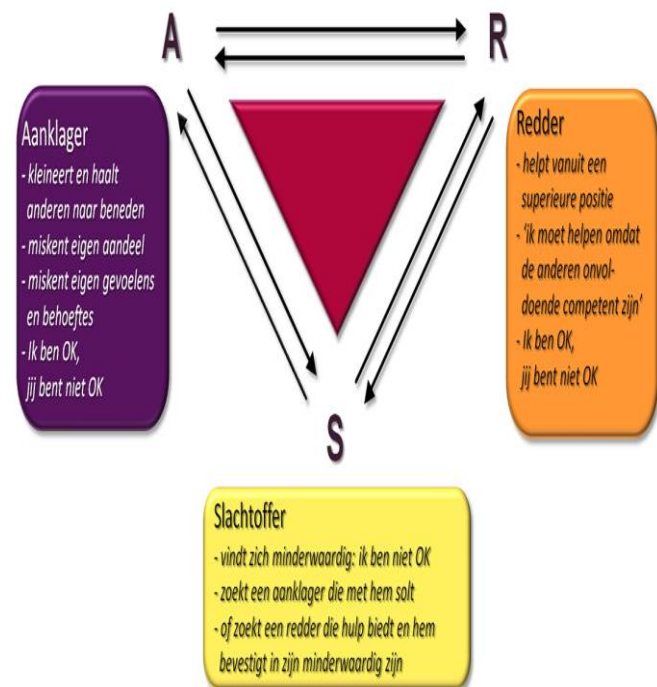 A
R
Aanklager
- kleineert en haalt
anderen naar beneden
- miskent eigen aandeel
- miskent eigen gevoelens
en behoeftes
- Ik ben OK,
jij bent niet OK
Redder
- helpt vanuit een
superieure positie
- ‘ik moet helpen omdat
de anderen onvol-
doende competent zijn’
- Ik ben OK,
jij bent niet OK
S
Slachtoffer
- vindt zich minderwaardig: ik ben niet OK
- zoekt een aanklager die met hem solt
- of zoekt een redder die hulp biedt en hem
bevestigt in zijn minderwaardig zijn